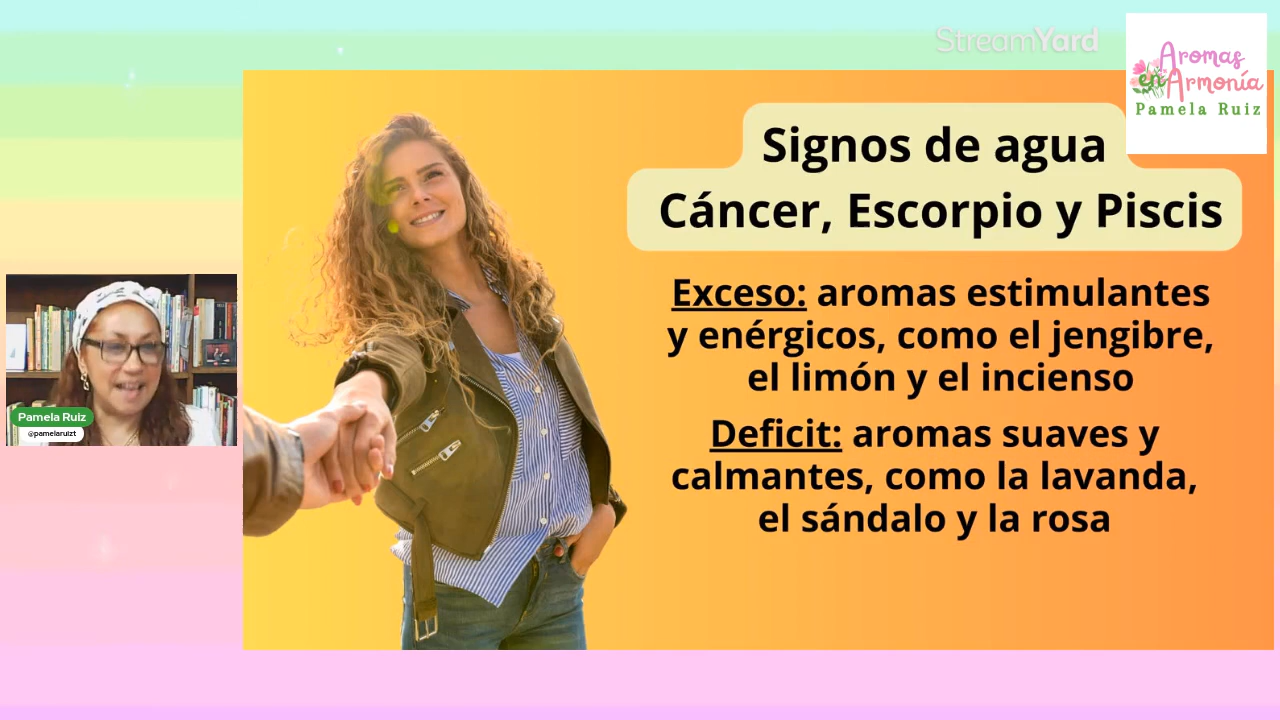 StreamYard
Aromas
en Armonía
Pamela Ruiz
Signos de agua
Cáncer, Escorpio y Piscis
Exceso: aromas estimulantes
y enérgicos, como el jengibre,
el limón y el incienso
Deficit: aromas suaves y
calmantes, como la lavanda,
el sándalo y la rosa
Pamela Ruiz
@pamelaruizt